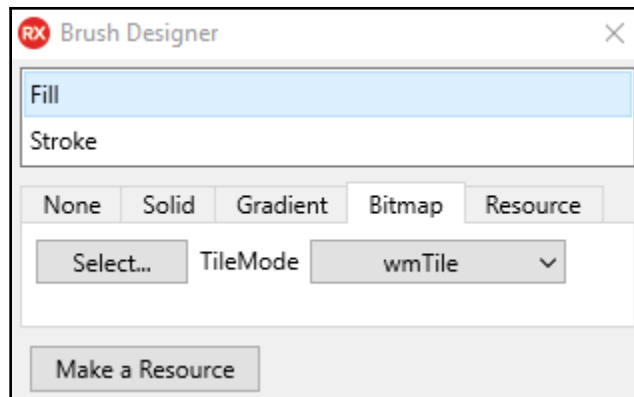 RX Brush Designer
Fill
Stroke
None Solid Gradient Bitmap Resource
Select... TileMode wmTile
Make a Resource